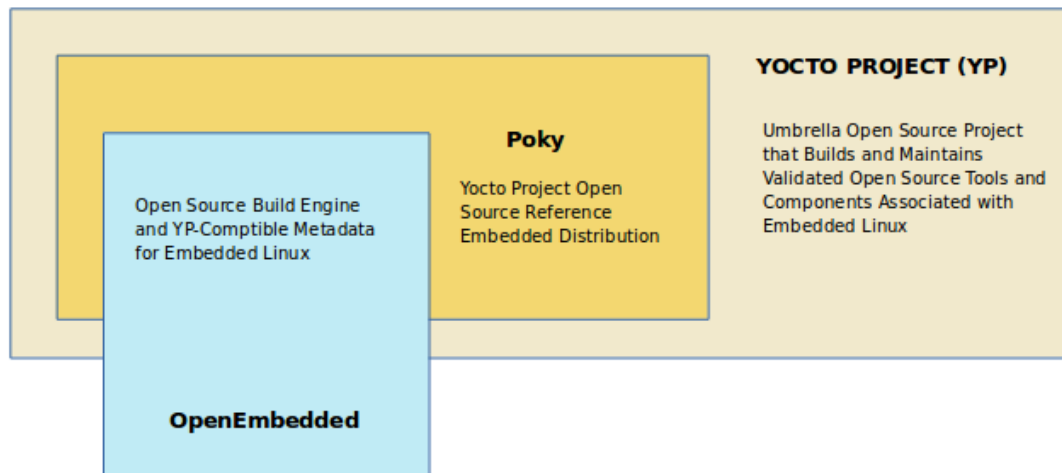 YOCTO PROJECT (YP)
Umbrella Open Source Project
that Builds and Maintains
Validated Open Source Tools and
Components Associated with
Embedded Linux
Poky
Yocto Project Open
Source Reference
Embedded Distribution
Open Source Build Engine
and YP-Comptible Metadata
for Embedded Linux
OpenEmbedded